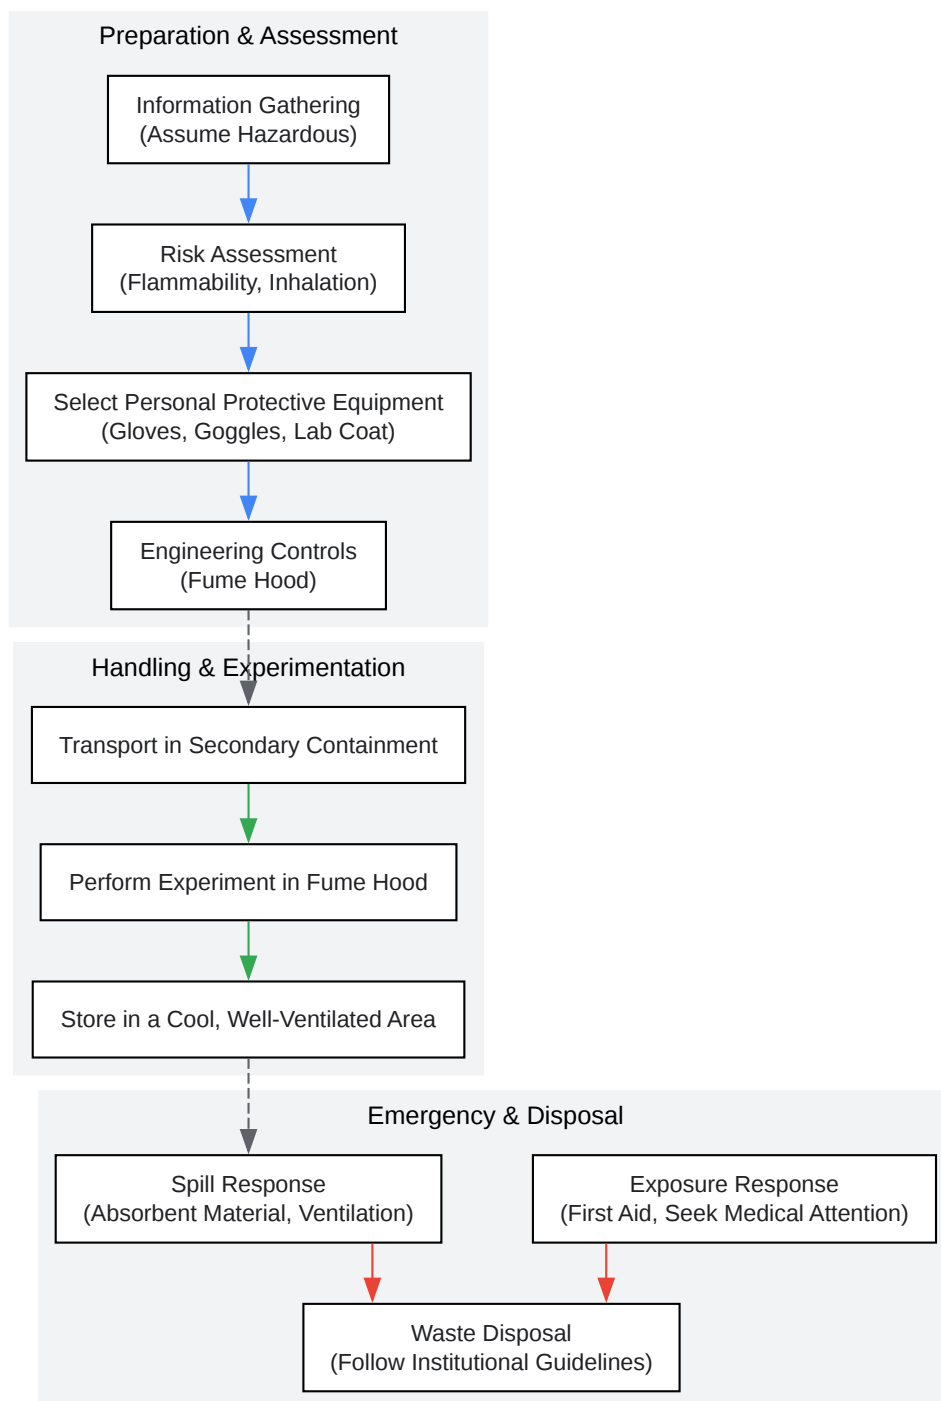 Preparation & Assessment
Information Gathering
(Assume Hazardous)
Risk Assessment
(Flammability, Inhalation)
Select Personal Protective Equipment
(Gloves, Goggles, Lab Coat)
Engineering Controls
(Fume Hood)
Handling & Experimentation
Transport in Secondary Containment
Perform Experiment in Fume Hood
Store in a Cool, Well-Ventilated Area
Emergency & Disposal
Spill Response
(Absorbent Material, Ventilation)
Exposure Response
(First Aid, Seek Medical Attention)
Waste Disposal
(Follow Institutional Guidelines)